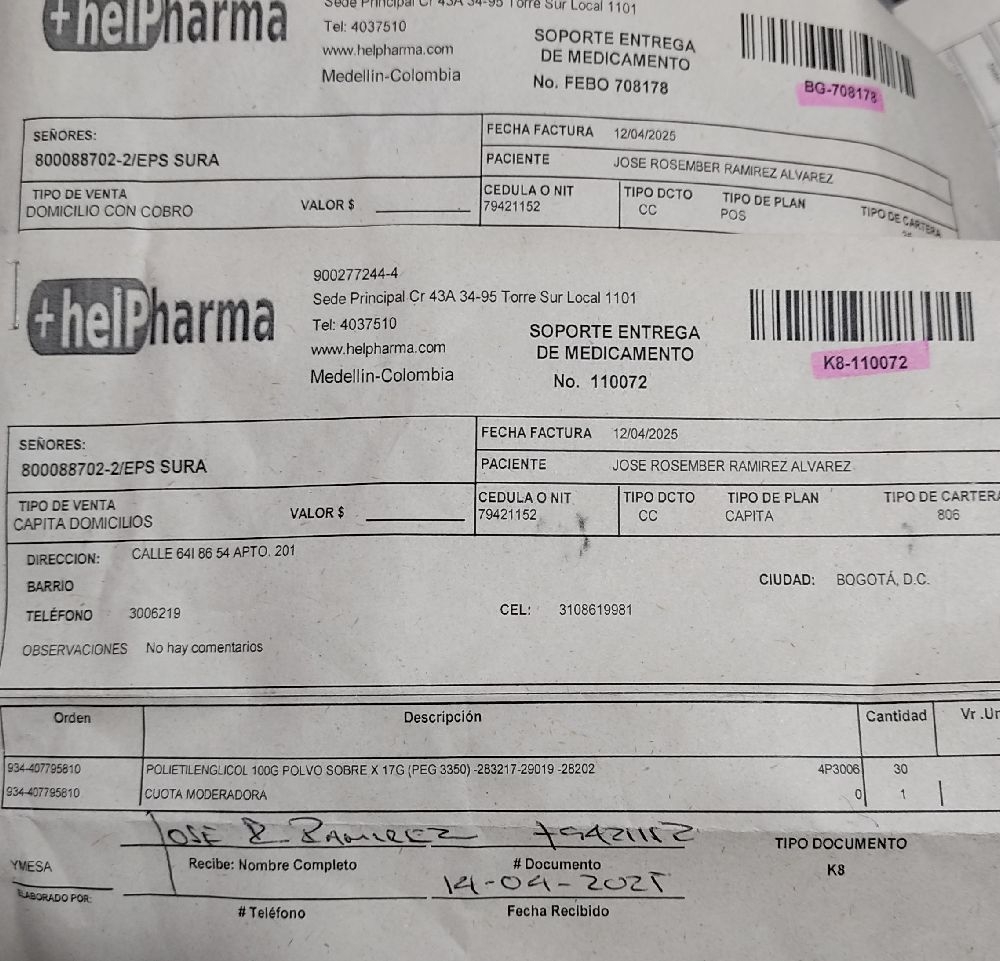 +helPharma
Sede Principal Cr 43A 34-95 Torre Sur Local 1101
Tel: 4037510
www.helpharma.com
Medellin-Colombia
SOPORTE ENTREGA
DE MEDICAMENTO
No. FEBO 708178
BG-708178
SEÑORES:
800088702-2/EPS SURA
FECHA FACTURA 12/04/2025
PACIENTE JOSE ROSEMBER RAMIREZ ALVAREZ
TIPO DE VENTA
DOMICILIO CON COBRO
VALOR $
CEDULA O NIT
79421152
TIPO DCTO
CC
TIPO DE PLAN
POS
TIPO DE CARTERA
+helPharma
900277244-4
Sede Principal Cr 43A 34-95 Torre Sur Local 1101
Tel: 4037510
www.helpharma.com
Medellin-Colombia
SOPORTE ENTREGA
DE MEDICAMENTO
No. 110072
K8-110072
SEÑORES:
800088702-2/EPS SURA
FECHA FACTURA 12/04/2025
PACIENTE JOSE ROSEMBER RAMIREZ ALVAREZ
TIPO DE VENTA
CAPITA DOMICILIOS
VALOR $
CEDULA O NIT
79421152
TIPO DCTO
CC
TIPO DE PLAN
CAPITA
TIPO DE CARTERA
806
DIRECCION: CALLE 64I 86 54 APTO. 201
BARRIO
CIUDAD: BOGOTÁ, D.C.
TELÉFONO 3006219
CEL: 3108619981
OBSERVACIONES No hay comentarios
Orden Descripción Cantidad Vr .Un
934-407795810 POLIETILENGLICOL 100G POLVO SOBRE X 17G (PEG 3350) -283217-29019 -28202 4P3006 30
934-407795810 CUOTA MODERADORA 0 1
JOSE R. RAMIREZ 79421152
Recibe: Nombre Completo # Documento
TIPO DOCUMENTO
K8
YMESA
ELABORADO POR:
14-04-2025
# Teléfono Fecha Recibido